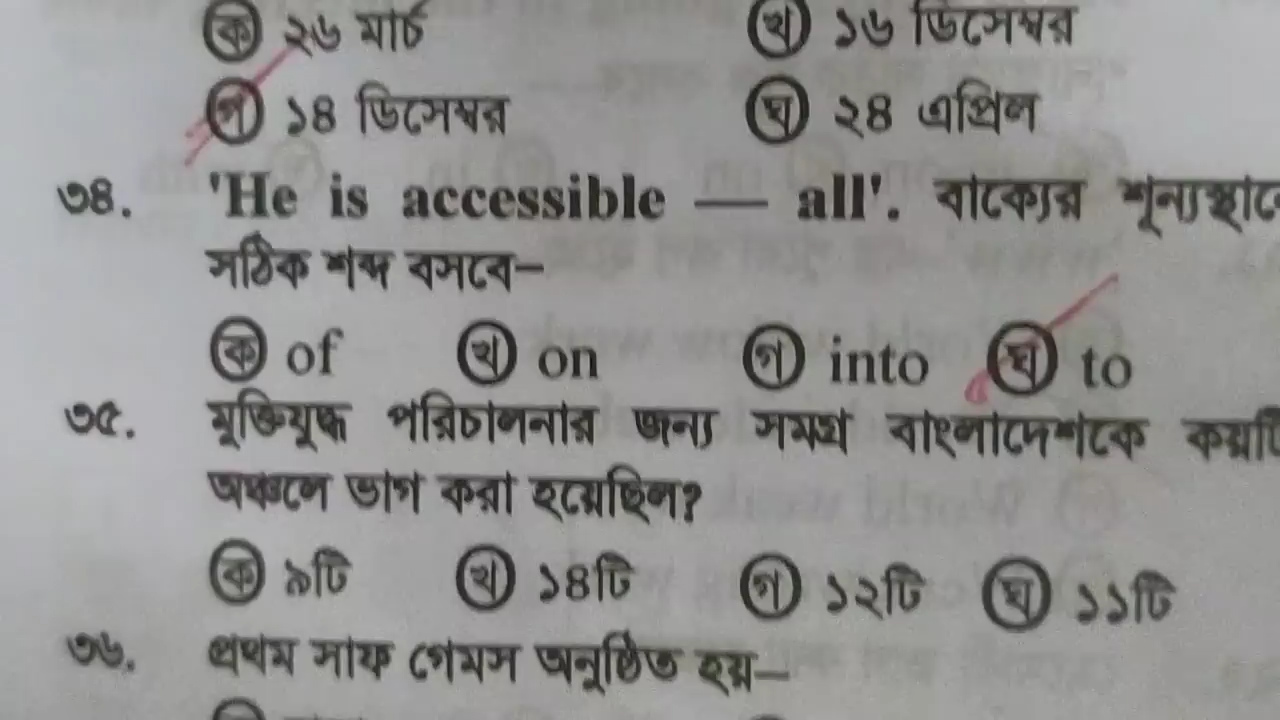 ক ২৬ মার্চ খ ১৬ ডিসেম্বর
গ ১৪ ডিসেম্বর ঘ ২৪ এপ্রিল
৩৪. 'He is accessible — all'. বাক্যের
সঠিক শব্দ বসবে–
ক of খ on গ into ঘ to
৩৫. মুক্তিযুদ্ধ পরিচালনার জন্য সমগ্র বাংলাদেশকে
অঞ্চলে ভাগ করা হয়েছিল?
ক ৯টি খ ১৪টি গ ১২টি ঘ ১১টি
৩৬. প্রথম সাফ গেমস অনুষ্ঠিত হয়—